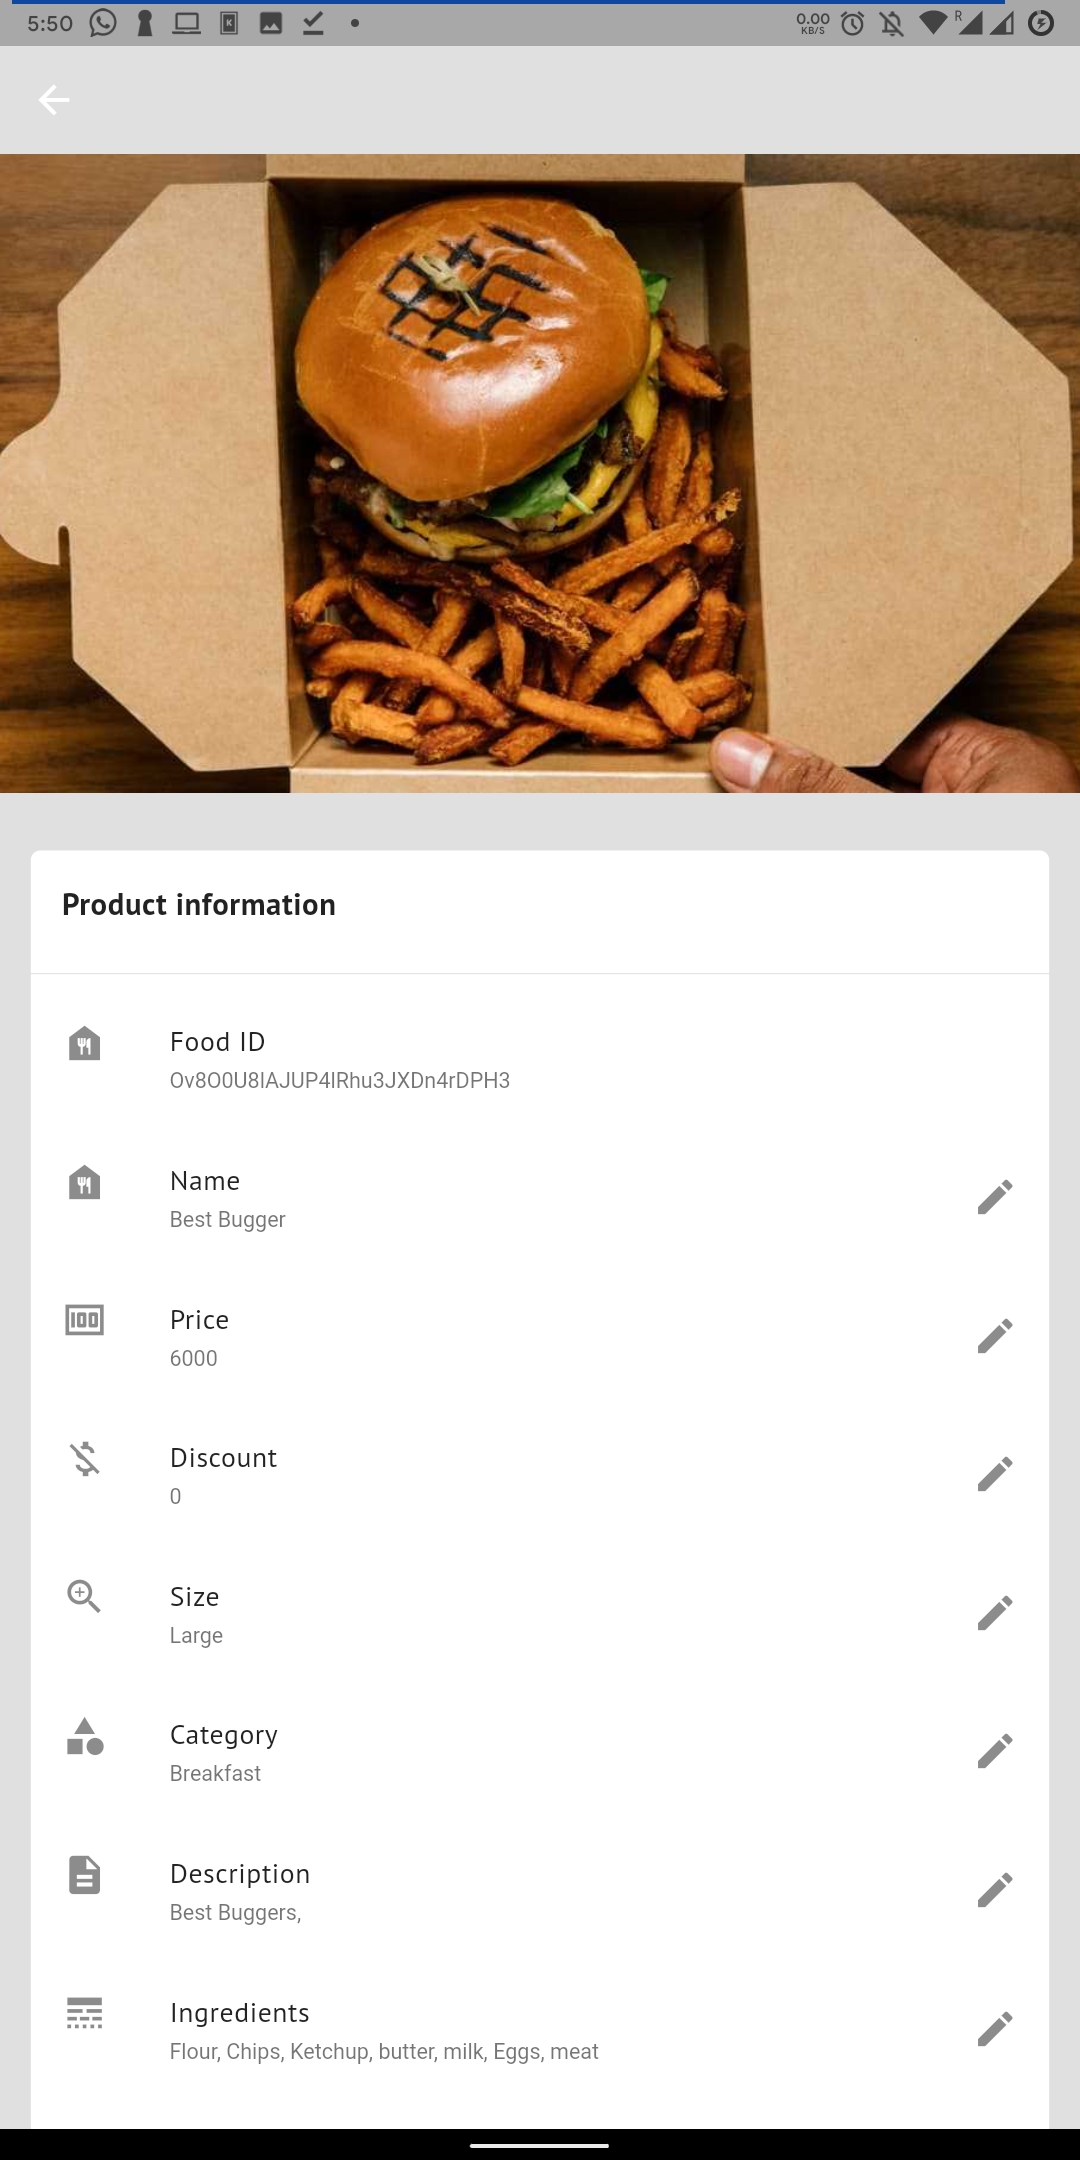 5:50
0.00
KB/S
R
Product information
Food ID
Ov8O0U8IAJUP4IRhu3JXDn4rDPH3
Name
Best Bugger
Price
6000
Discount
0
Size
Large
Category
Breakfast
Description
Best Buggers,
Ingredients
Flour, Chips, Ketchup, butter, milk, Eggs, meat